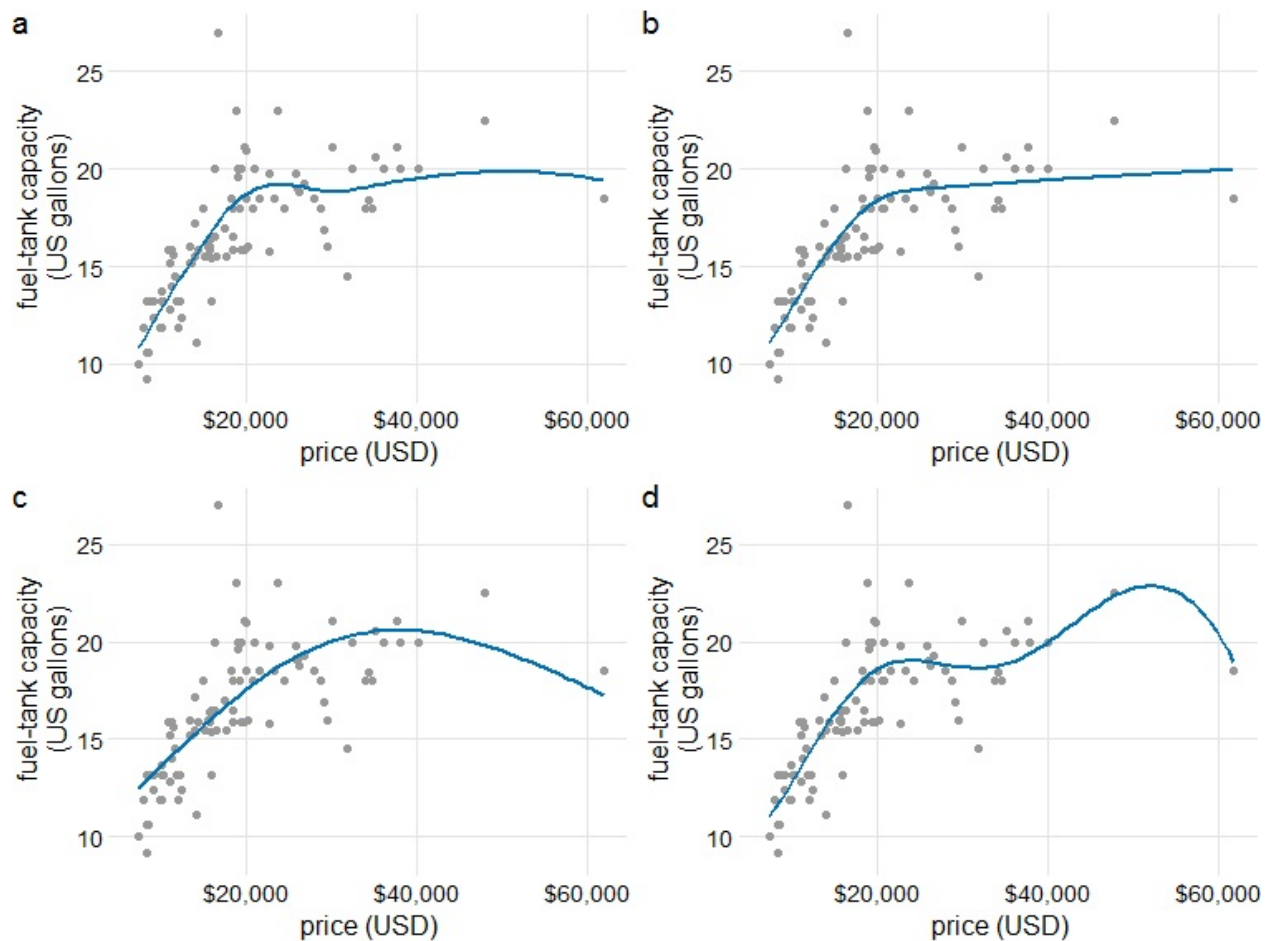 a
fuel-tank capacity
(US gallons)
25
20
15
10
$20,000
$40,000
$60,000
price (USD)
b
fuel-tank capacity
(US gallons)
25
20
15
10
$20,000
$40,000
$60,000
price (USD)
c
fuel-tank capacity
(US gallons)
25
20
15
10
$20,000
$40,000
$60,000
price (USD)
d
fuel-tank capacity
(US gallons)
25
20
15
10
$20,000
$40,000
$60,000
price (USD)